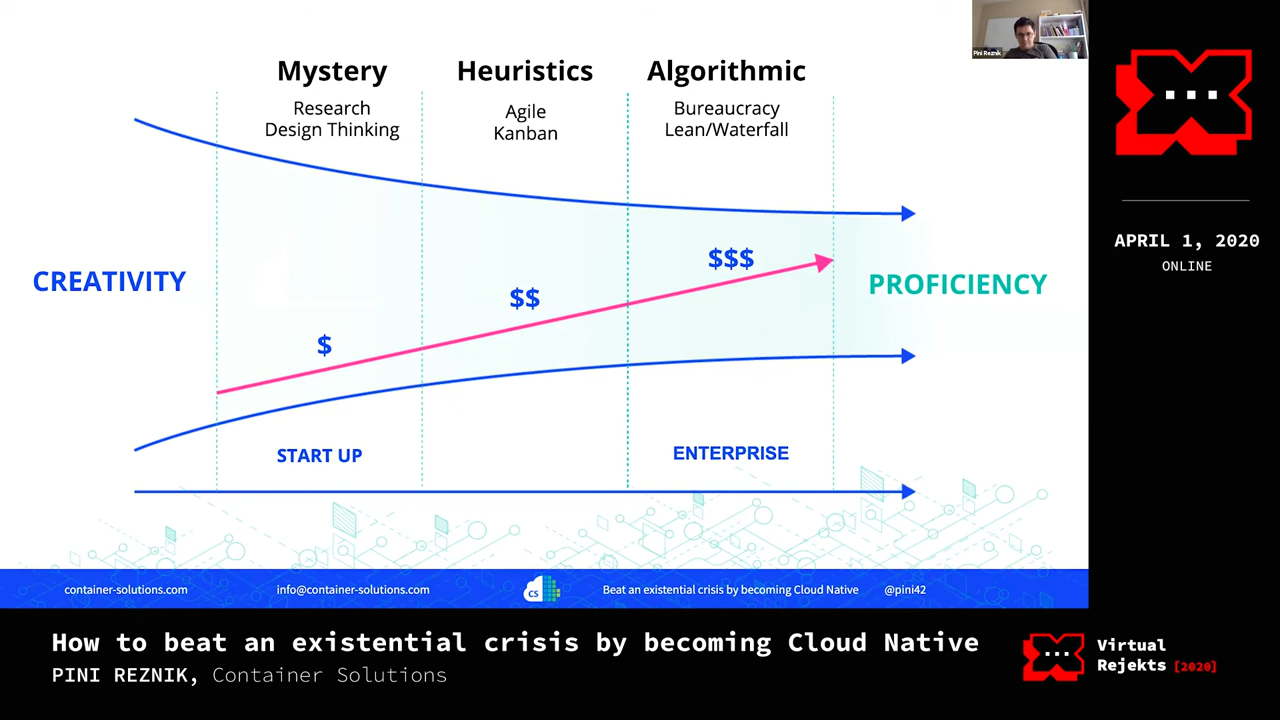 Mystery
Research
Design Thinking
Heuristics
Agile
Kanban
Algorithmic
Bureaucracy
Lean/Waterfall
Pini Reznik
CREATIVITY
$
$$
$$$
PROFICIENCY
START UP
ENTERPRISE
container-solutions.com
info@container-solutions.com
CS
Beat an existential crisis by becoming Cloud Native
@pini42
APRIL 1, 2020
ONLINE
How to beat an existential crisis by becoming Cloud Native
PINI REZNIK, Container Solutions
Virtual
Rejekts [2020]